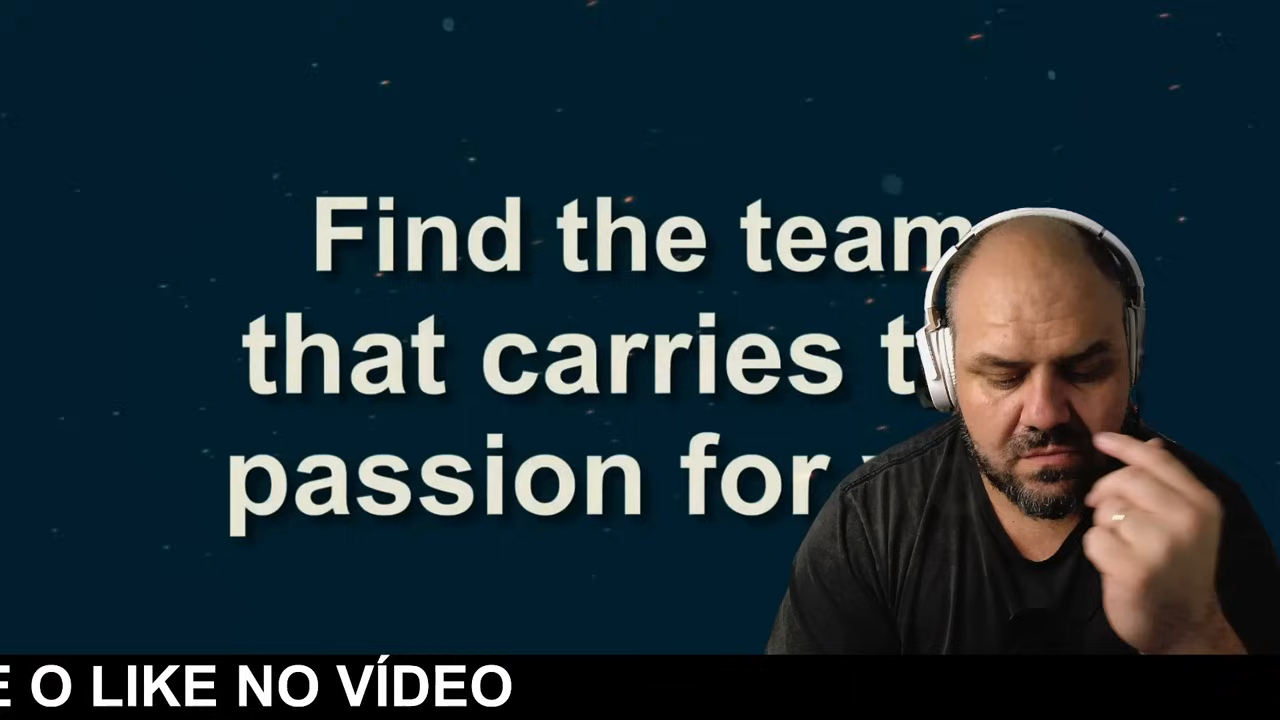 Find the team
that carries
passion for
O LIKE NO VÍDEO